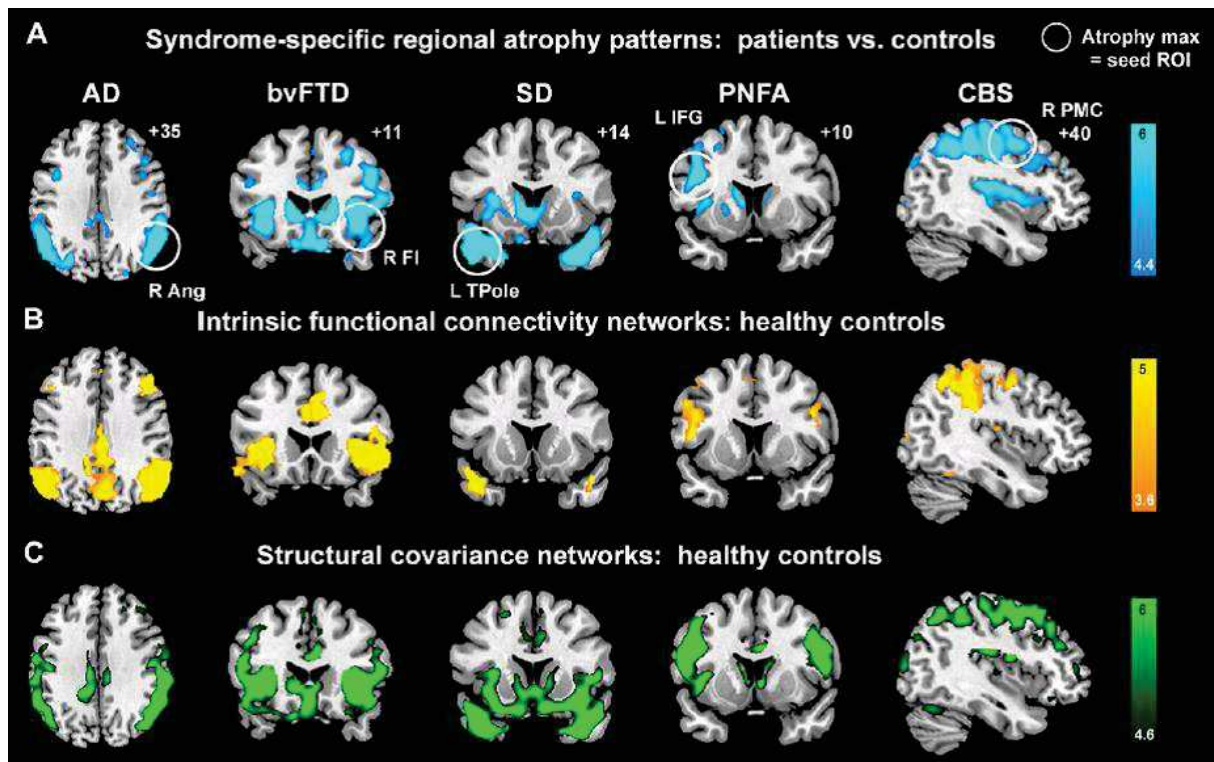 A
Syndrome-specific regional atrophy patterns: patients vs. controls
Atrophy max
= seed ROI
AD
bvFTD
SD
PNFA
CBS
+35
+11
+14
L IFG
+10
R PMC
+40
R Ang
R FI
L TPole
6
4.4
B
Intrinsic functional connectivity networks: healthy controls
5
3.6
C
Structural covariance networks: healthy controls
6
4.6